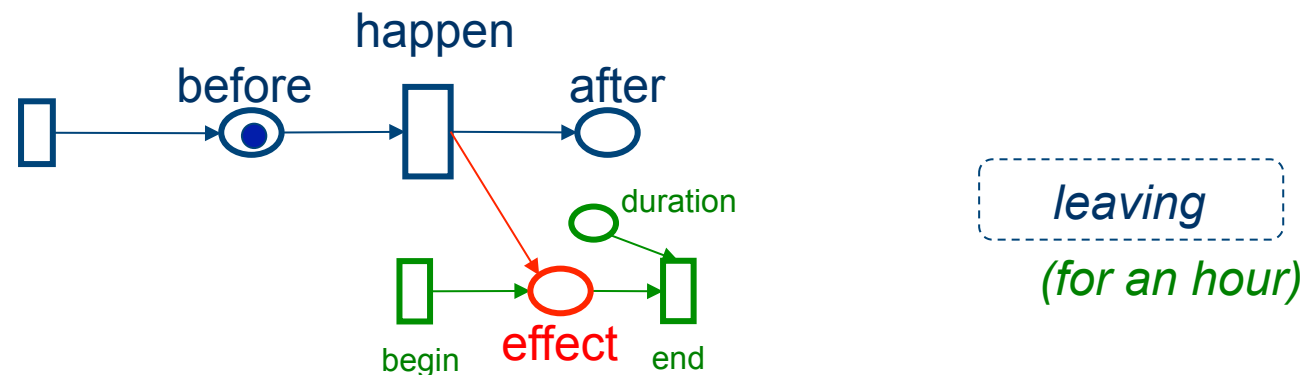 happen
before
after
duration
leaving
(for an hour)
effect
begin
end